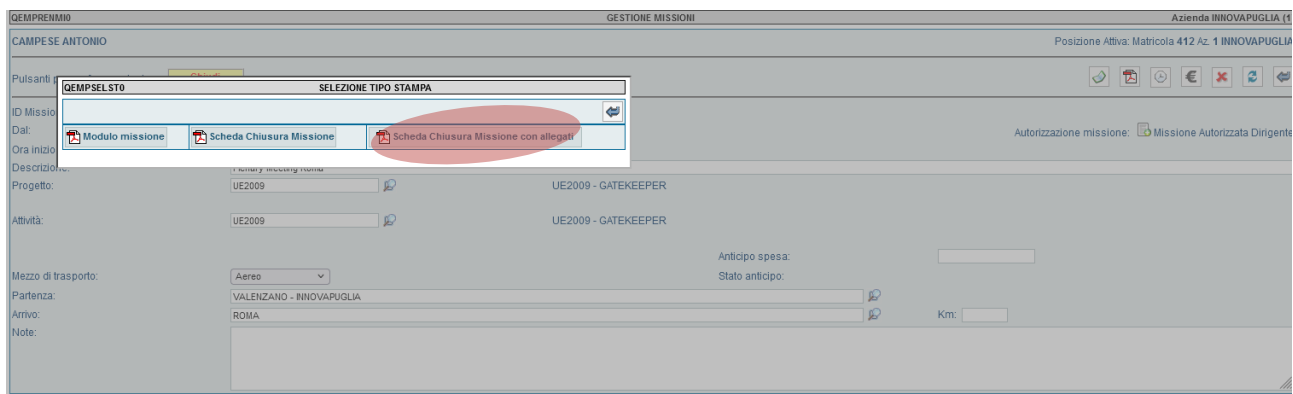 QEMPRENMI0 GESTIONE MISSIONI Azienda INNOVAPUGLIA (1
CAMPESE ANTONIO Posizione Attiva: Matricola 412 Az. 1 INNOVAPUGLIA
Pulsanti
QEMPSELST0 SELEZIONE TIPO STAMPA
ID Missio
Dal: Modulo missione Scheda Chiusura Missione Scheda Chiusura Missione con allegati Autorizzazione missione: Missione Autorizzata Dirigente
Ora inizio
Descrizione: Plenary Meeting Roma
Progetto: UE2009 UE2009 - GATEKEEPER
Attività: UE2009 UE2009 - GATEKEEPER
Anticipo spesa:
Mezzo di trasporto: Aereo Stato anticipo:
Partenza: VALENZANO - INNOVAPUGLIA
Arrivo: ROMA Km:
Note: